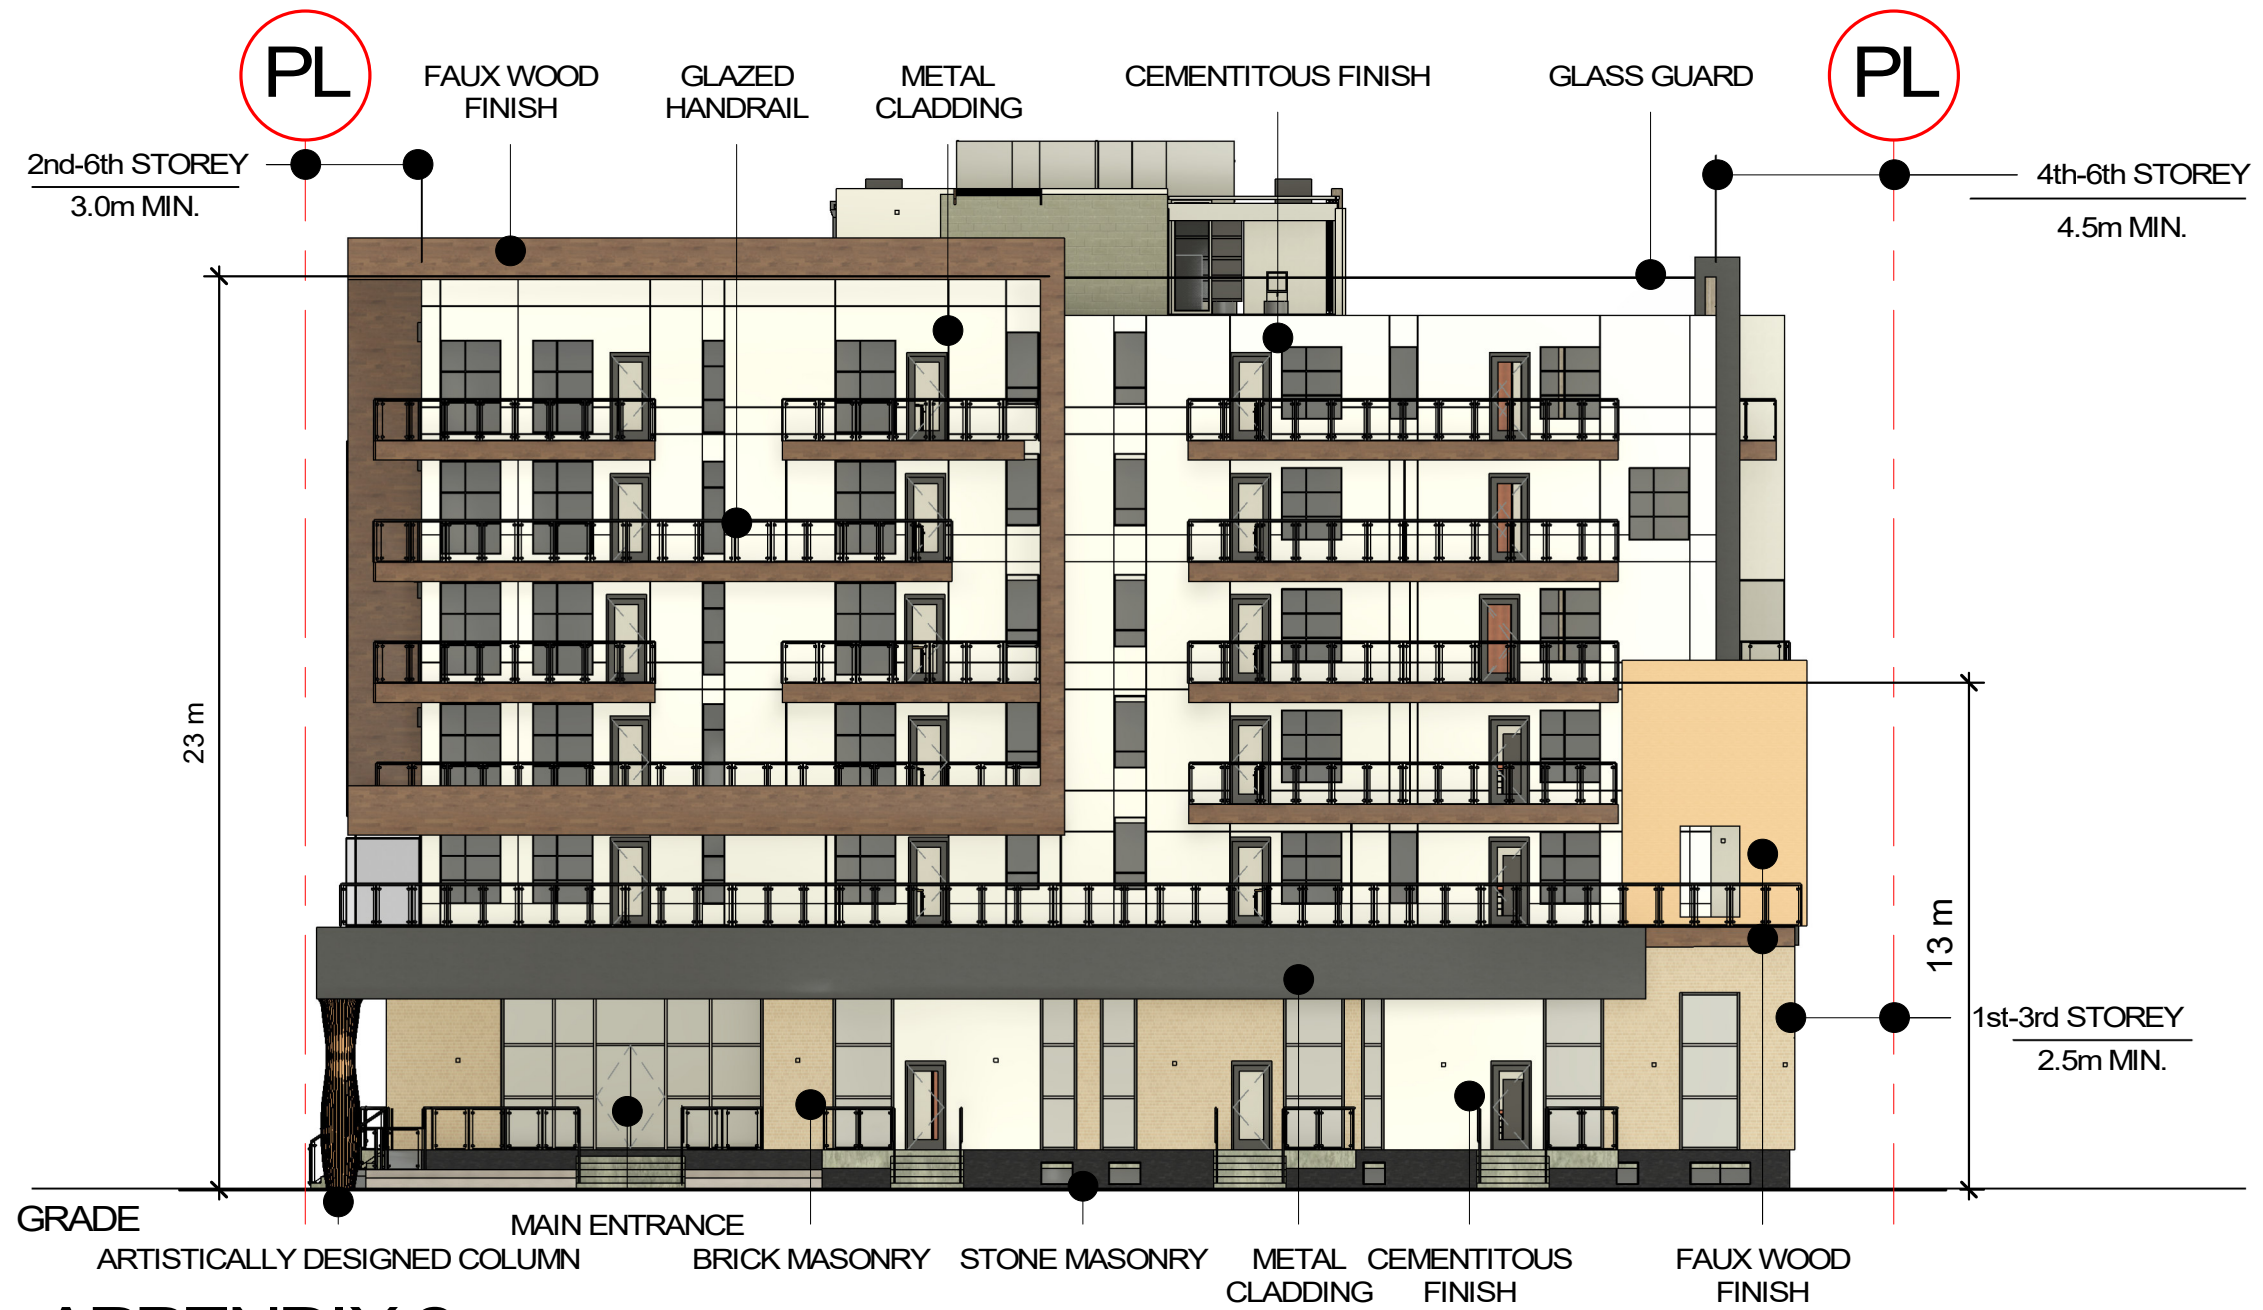 PL
PL
FAUX WOOD
FINISH
GLAZED
HANDRAIL
METAL
CLADDING
CEMENTITOUS FINISH
GLASS GUARD
2nd-6th STOREY
3.0m MIN.
4th-6th STOREY
4.5m MIN.
23 m
13 m
1st-3rd STOREY
2.5m MIN.
GRADE
MAIN ENTRANCE
ARTISTICALLY DESIGNED COLUMN
BRICK MASONRY
STONE MASONRY
METAL
CLADDING
CEMENTITOUS
FINISH
FAUX WOOD
FINISH